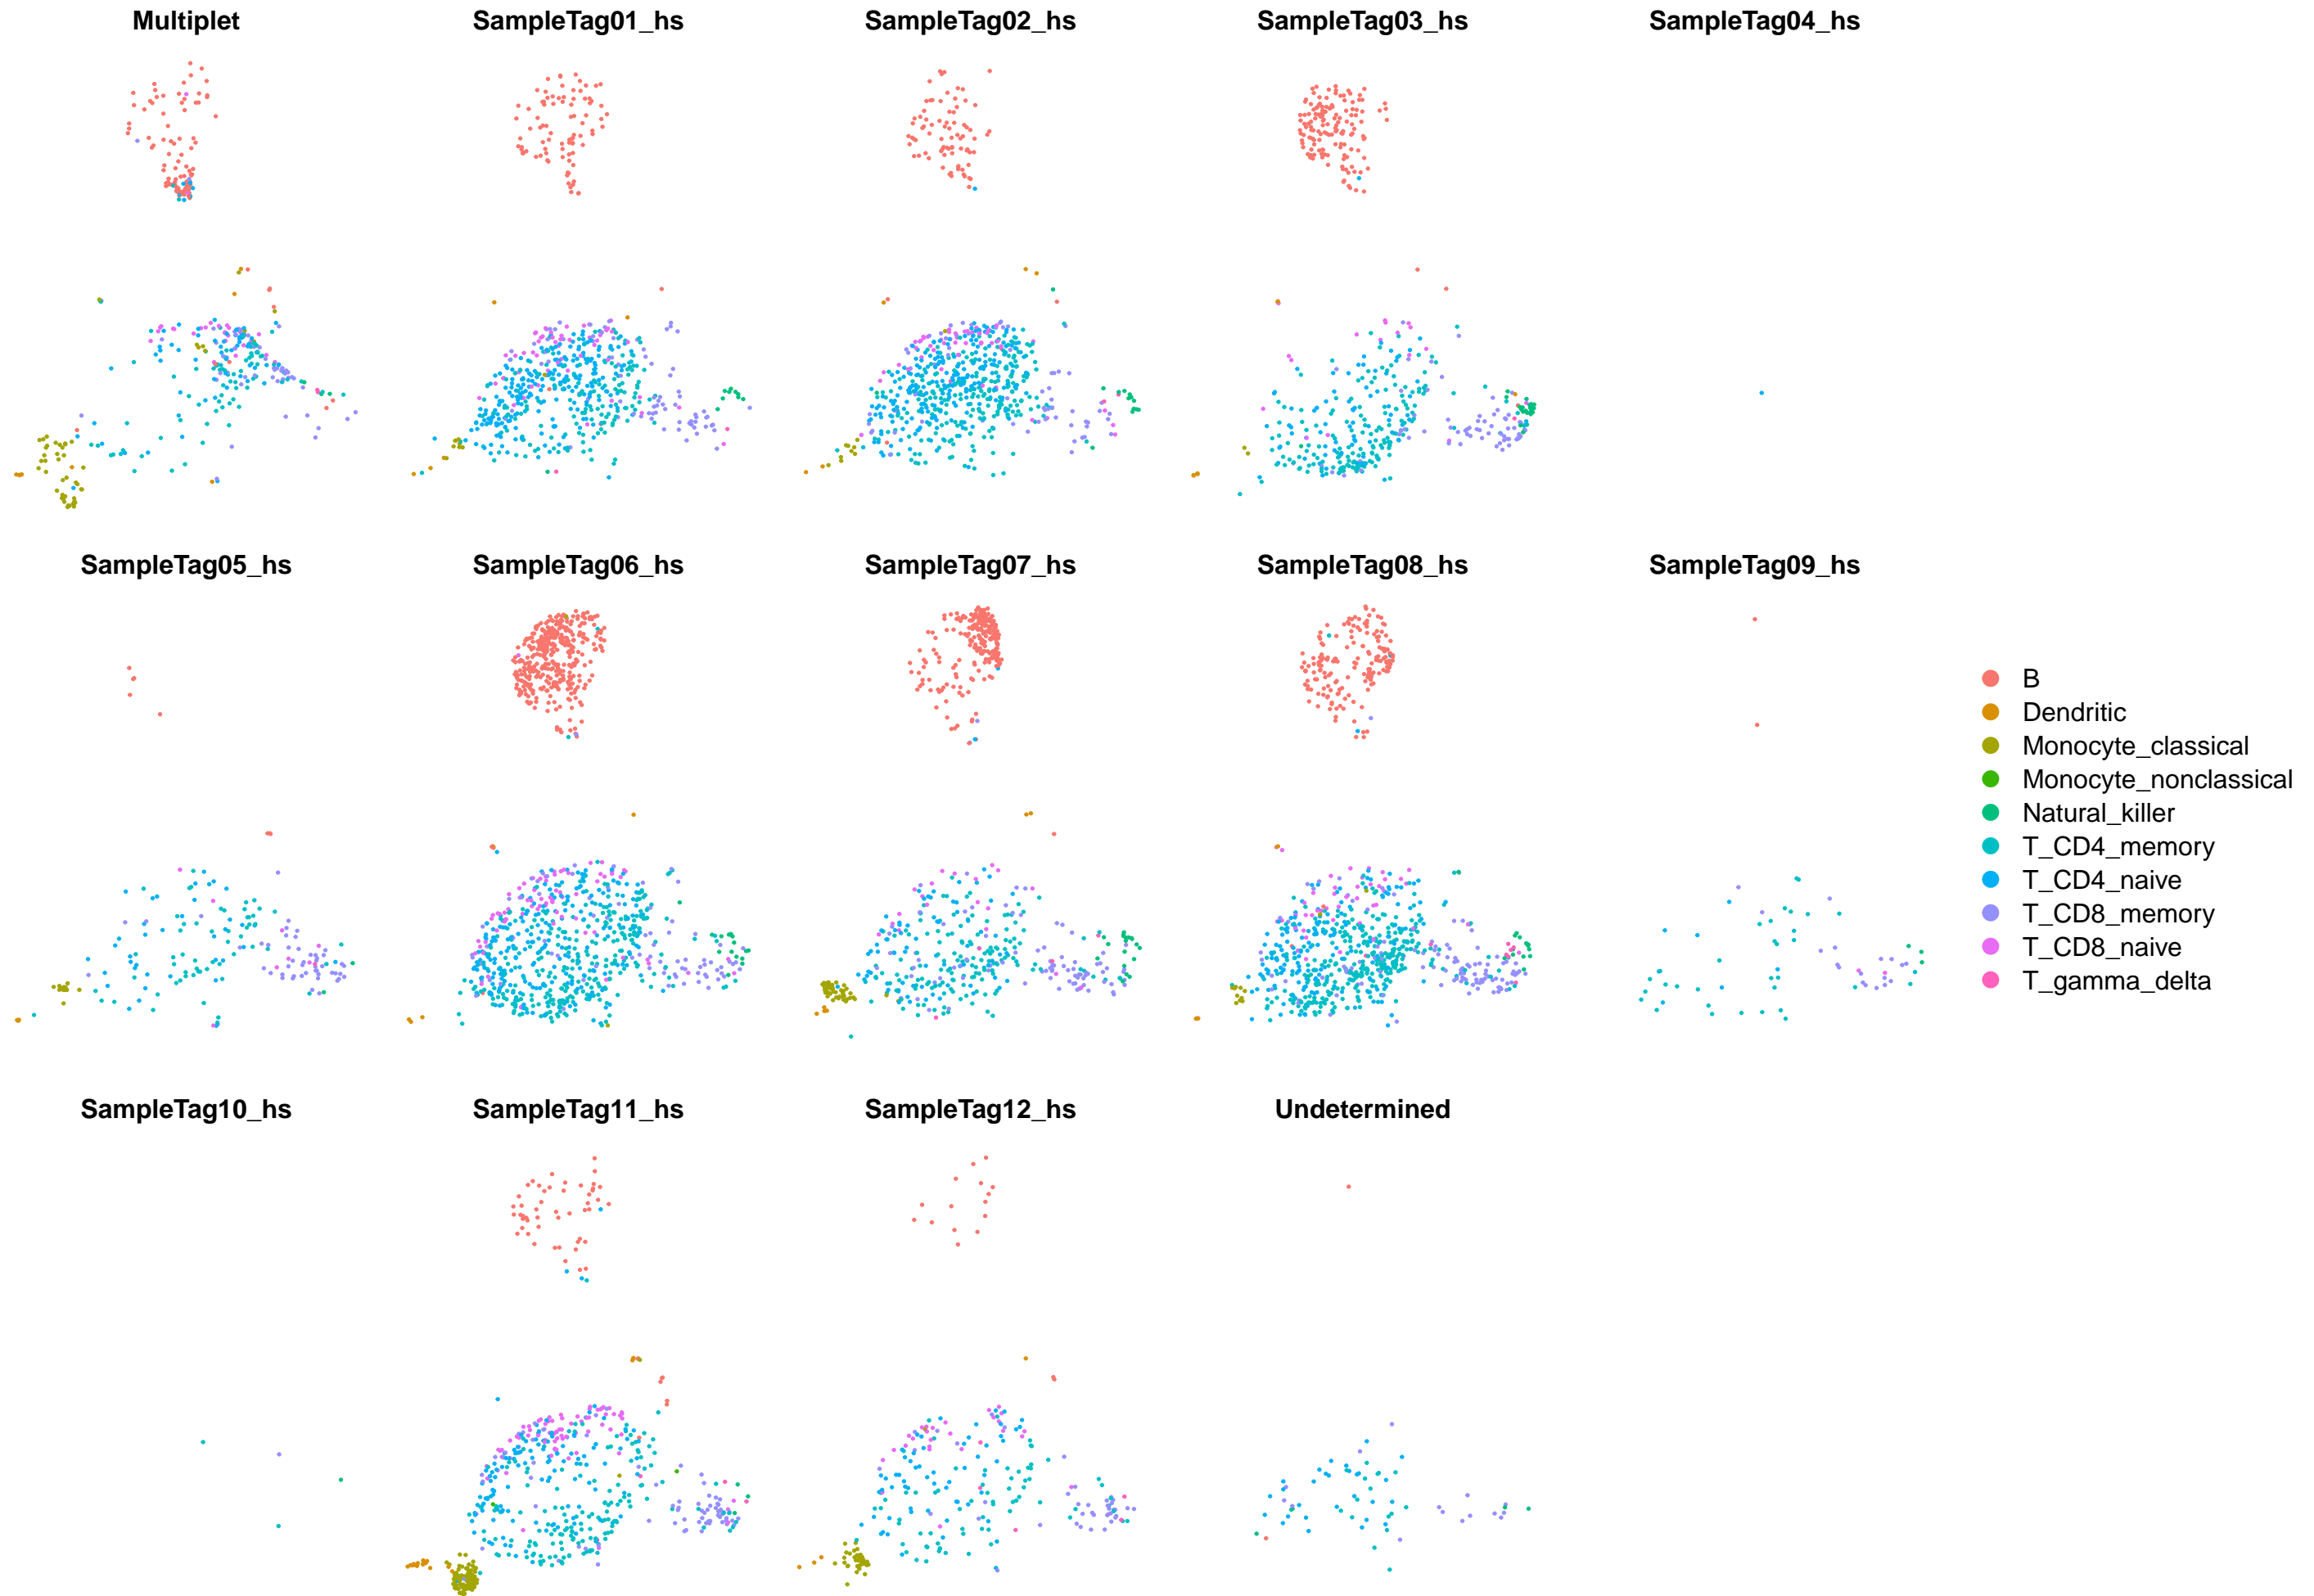 Multiplet
SampleTag01_hs
SampleTag02_hs
SampleTag03_hs
SampleTag04_hs
SampleTag05_hs
SampleTag06_hs
SampleTag07_hs
SampleTag08_hs
SampleTag09_hs
B
Dendritic
Monocyte_classical
Monocyte_nonclassical
Natural_killer
T_CD4_memory
T_CD4_naive
T_CD8_memory
T_CD8_naive
T_gamma_delta
SampleTag10_hs
SampleTag11_hs
SampleTag12_hs
Undetermined